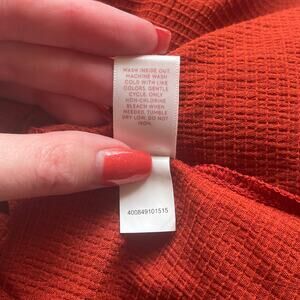 WASH INSIDE OUT.
MACHINE WASH
COLD WITH LIKE
COLORS, GENTLE
CYCLE. ONLY
NON-CHLORINE
BLEACH WHEN
NEEDED. TUMBLE
DRY LOW. DO NOT
IRON.
400849101515